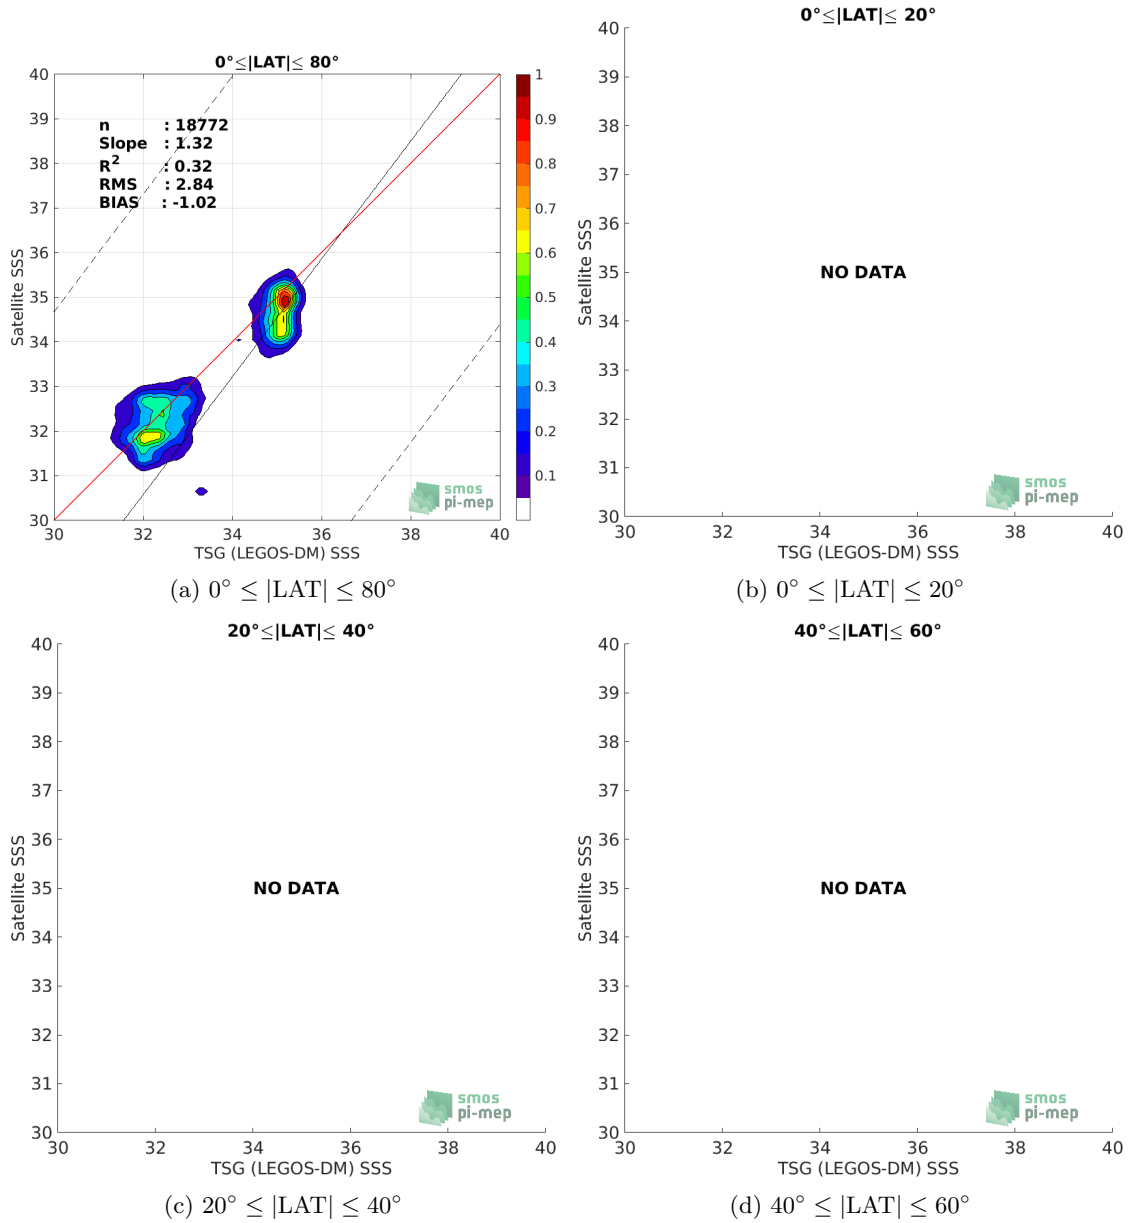 0°≤|LAT|≤ 80°
40
39
38
37
36
35
34
33
32
31
30
Satellite SSS
n : 18772
Slope : 1.32
R² : 0.32
RMS : 2.84
BIAS : -1.02
1
0.9
0.8
0.7
0.6
0.5
0.4
0.3
0.2
0.1
smos
pi-mep
30 32 34 36 38 40
TSG (LEGOS-DM) SSS
(a) 0° ≤ |LAT| ≤ 80°
0°≤|LAT|≤ 20°
40
39
38
37
36
35
34
33
32
31
30
Satellite SSS
NO DATA
smos
pi-mep
30 32 34 36 38 40
TSG (LEGOS-DM) SSS
(b) 0° ≤ |LAT| ≤ 20°
20°≤|LAT|≤ 40°
40
39
38
37
36
35
34
33
32
31
30
Satellite SSS
NO DATA
smos
pi-mep
30 32 34 36 38 40
TSG (LEGOS-DM) SSS
(c) 20° ≤ |LAT| ≤ 40°
40°≤|LAT|≤ 60°
40
39
38
37
36
35
34
33
32
31
30
Satellite SSS
NO DATA
smos
pi-mep
30 32 34 36 38 40
TSG (LEGOS-DM) SSS
(d) 40° ≤ |LAT| ≤ 60°